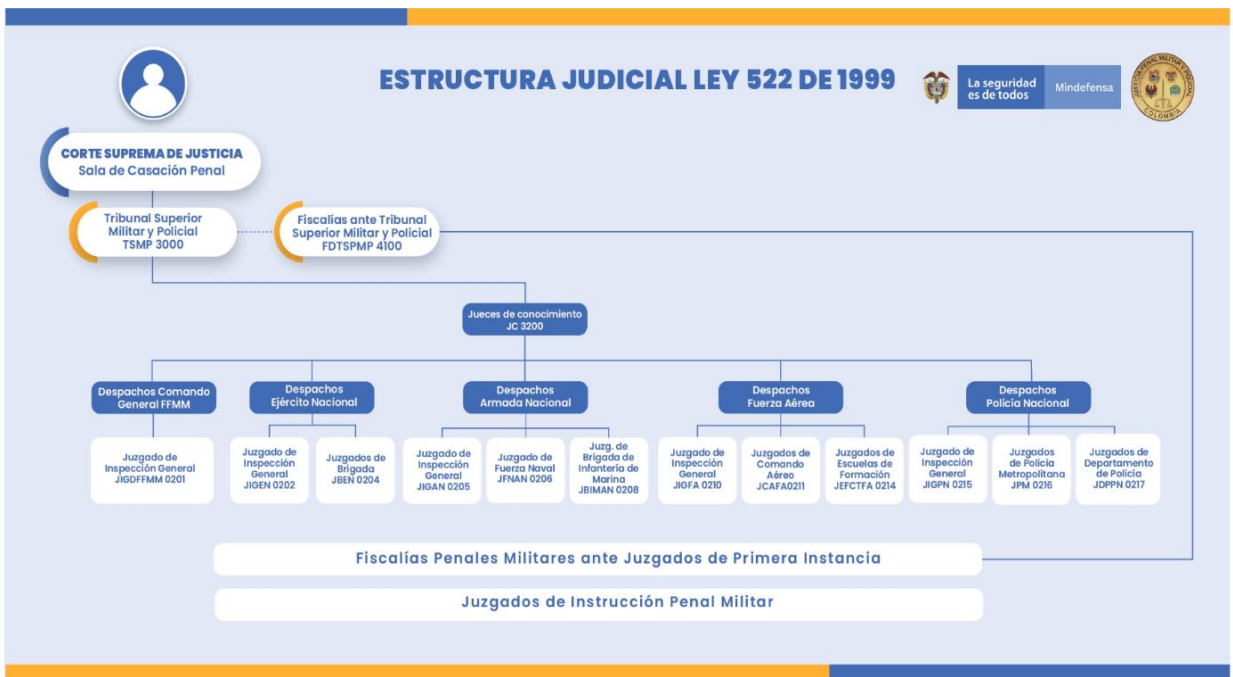 ESTRUCTURA JUDICIAL LEY 522 DE 1999
La seguridad
es de todos
Mindefensa
JUSTICIA PENAL MILITAR Y POLICIAL
COLOMBIA
CORTE SUPREMA DE JUSTICIA
Sala de Casación Penal
Tribunal Superior
Militar y Policial
TSMP 3000
Fiscalías ante Tribunal
Superior Militar y Policial
FDTSPMP 4100
Jueces de conocimiento
JC 3200
Despachos Comando
General FFMM
Despachos
Ejército Nacional
Despachos
Armada Nacional
Despachos
Fuerza Aérea
Despachos
Policía Nacional
Juzgado de
Inspección General
JIGDFFMM 0201
Juzgado de
Inspección
General
JIGEN 0202
Juzgados de
Brigada
JBEN 0204
Juzgado de
Inspección
General
JIGAN 0205
Juzgado de
Fuerza Naval
JFNAN 0206
Juzg. de
Brigada de
Infantería de
Marina
JBIMAN 0208
Juzgado de
Inspección
General
JIGFA 0210
Juzgados de
Comando
Aéreo
JCAFA0211
Juzgados de
Escuelas de
Formación
JEFCTFA 0214
Juzgado de
Inspección
General
JIGPN 0215
Juzgados
de Policía
Metropolitana
JPM 0216
Juzgados de
Departamento
de Policía
JDPPN 0217
Fiscalías Penales Militares ante Juzgados de Primera Instancia
Juzgados de Instrucción Penal Militar